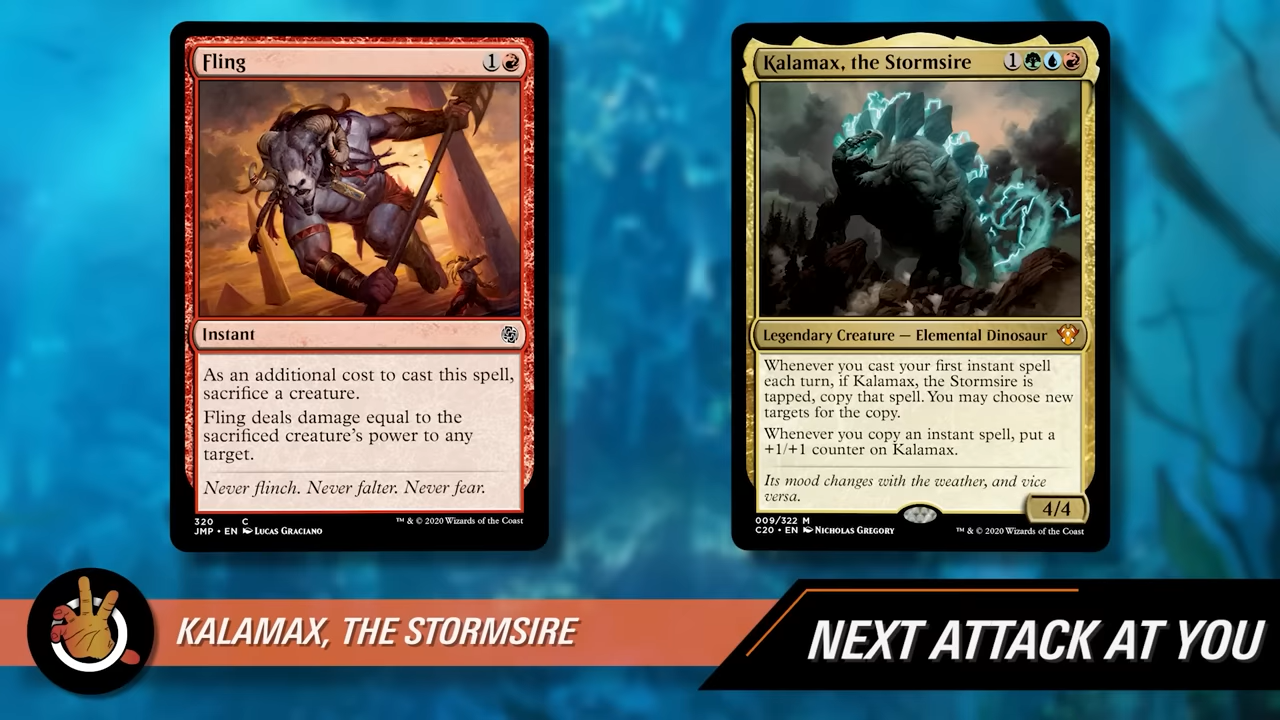 Fling
1
Instant
As an additional cost to cast this spell,
sacrifice a creature.
Fling deals damage equal to the
sacrificed creature's power to any
target.
Never flinch. Never falter. Never fear.
320 C
JMP • EN LUCAS GRACIANO
™ & © 2020 Wizards of the Coast
Kalamax, the Stormsire
1
Legendary Creature — Elemental Dinosaur
Whenever you cast your first instant spell
each turn, if Kalamax, the Stormsire is
tapped, copy that spell. You may choose new
targets for the copy.
Whenever you copy an instant spell, put a
+1/+1 counter on Kalamax.
Its mood changes with the weather, and vice
versa.
4/4
009/322 M
C20 • EN NICHOLAS GREGORY
™ & © 2020 Wizards of the Coast
KALAMAX, THE STORMSIRE
NEXT ATTACK AT YOU